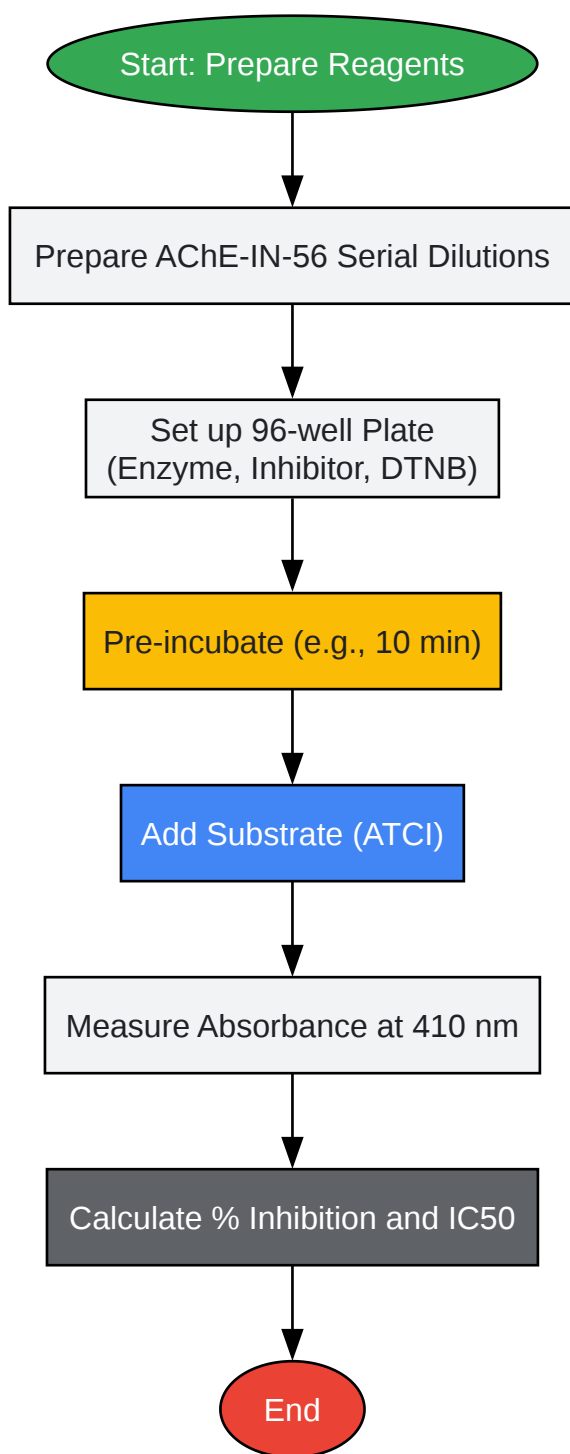 Start: Prepare Reagents
Prepare AChE-IN-56 Serial Dilutions
Set up 96-well Plate
(Enzyme, Inhibitor, DTNB)
Pre-incubate (e.g., 10 min)
Add Substrate (ATCI)
Measure Absorbance at 410 nm
Calculate % Inhibition and IC50
End